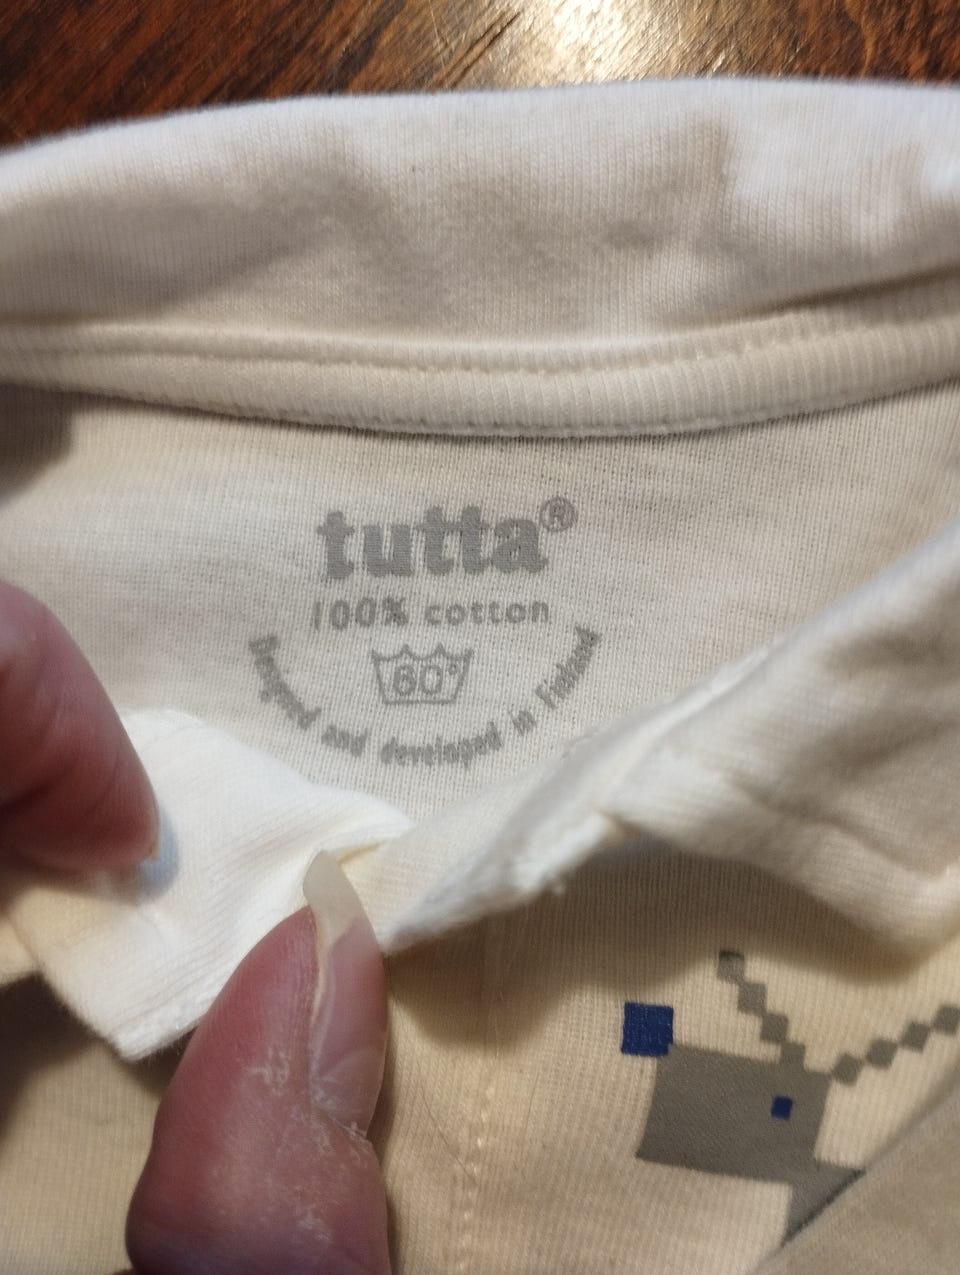 tutta®
100% cotton
60°
Designed and developed in Finland